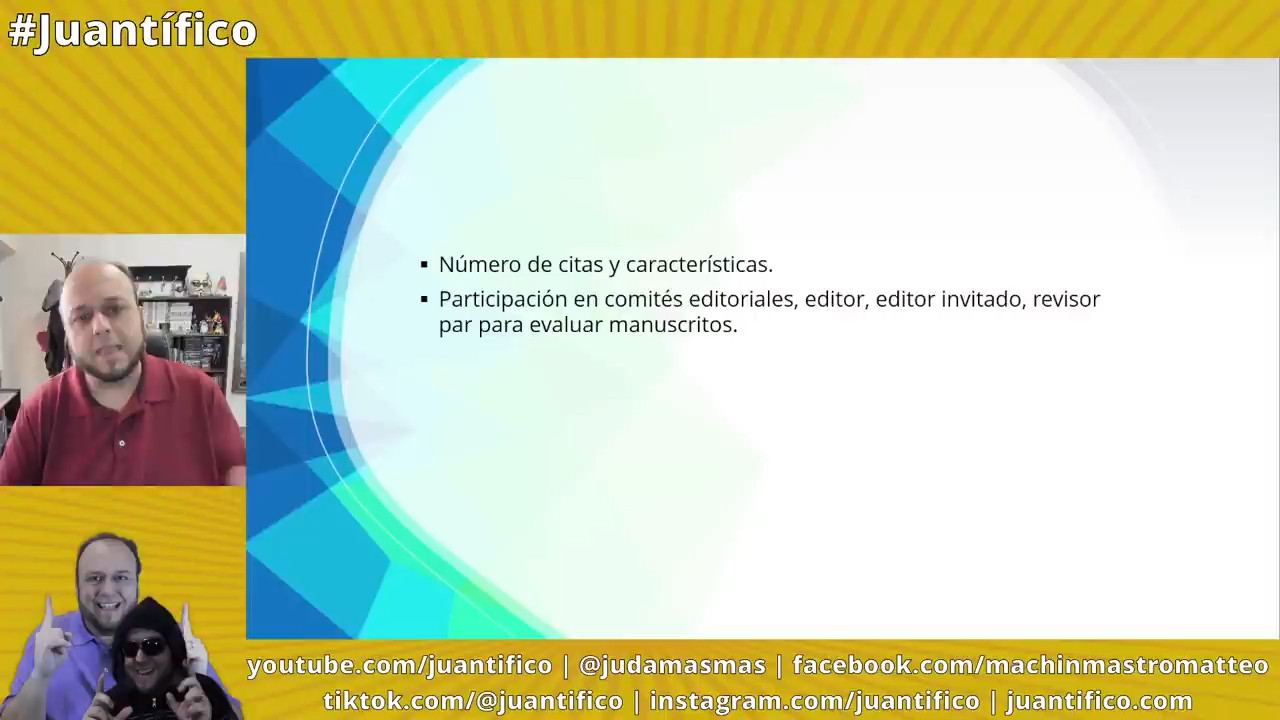 #Juantífico
▪ Número de citas y características.
▪ Participación en comités editoriales, editor, editor invitado, revisor
par para evaluar manuscritos.
youtube.com/juantifico | @judamasmas | facebook.com/machinmastromatteo
tiktok.com/@juantifico | instagram.com/juantifico | juantifico.com